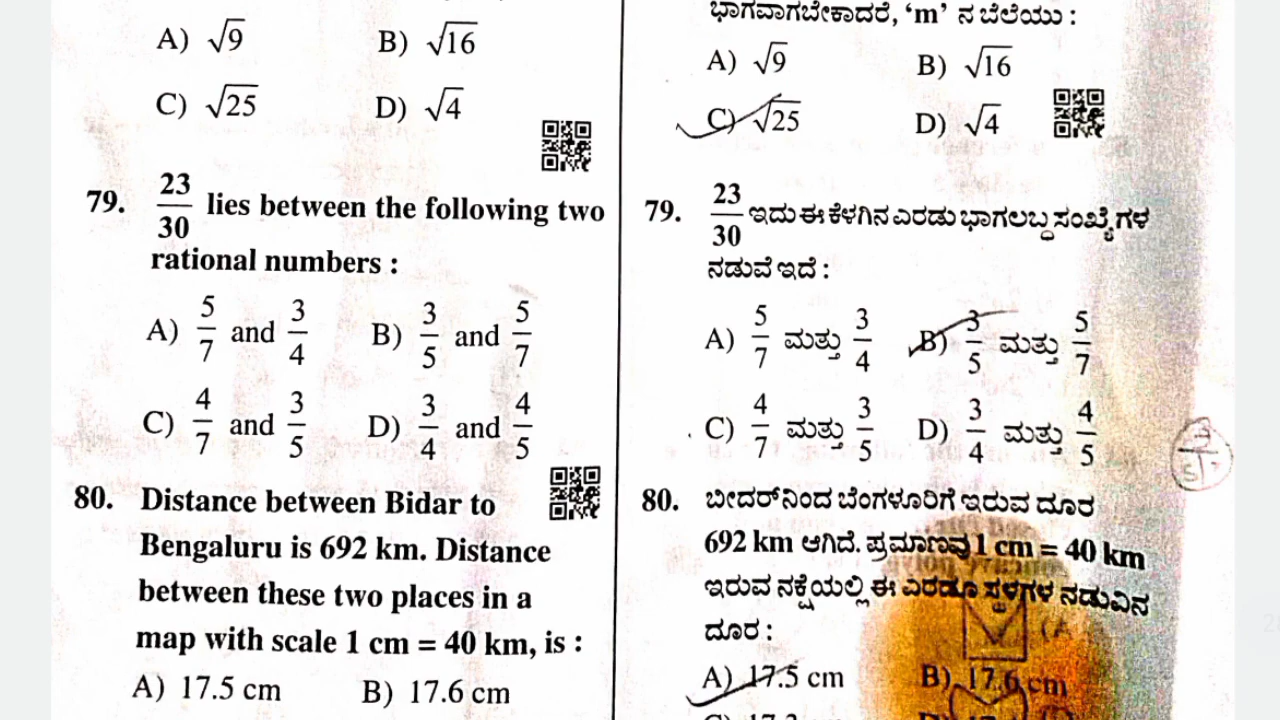 A) √9 B) √16
C) √25 D) √4
79. 23/30 lies between the following two
rational numbers :
A) 5/7 and 3/4 B) 3/5 and 5/7
C) 4/7 and 3/5 D) 3/4 and 4/5
80. Distance between Bidar to
Bengaluru is 692 km. Distance
between these two places in a
map with scale 1 cm = 40 km, is :
A) 17.5 cm B) 17.6 cm
ಭಾಗವಾಗಬೇಕಾದರೆ, ‘m’ ನ ಬೆಲೆಯು :
A) √9 B) √16
C) √25 D) √4
79. 23/30 ಇದು ಈ ಕೆಳಗಿನ ಎರಡು ಭಾಗಲಬ್ಧ ಸಂಖ್ಯೆಗಳ
ನಡುವೆ ಇದೆ :
A) 5/7 ಮತ್ತು 3/4 B) 3/5 ಮತ್ತು 5/7
C) 4/7 ಮತ್ತು 3/5 D) 3/4 ಮತ್ತು 4/5
80. ಬೀದರ್‌ನಿಂದ ಬೆಂಗಳೂರಿಗೆ ಇರುವ ದೂರ
692 km ಆಗಿದೆ. ಪ್ರಮಾಣವು 1 cm = 40 km
ಇರುವ ನಕ್ಷೆಯಲ್ಲಿ ಈ ಎರಡೂ ಸ್ಥಳಗಳ ನಡುವಿನ
ದೂರ :
A) 17.5 cm B) 17.6 cm